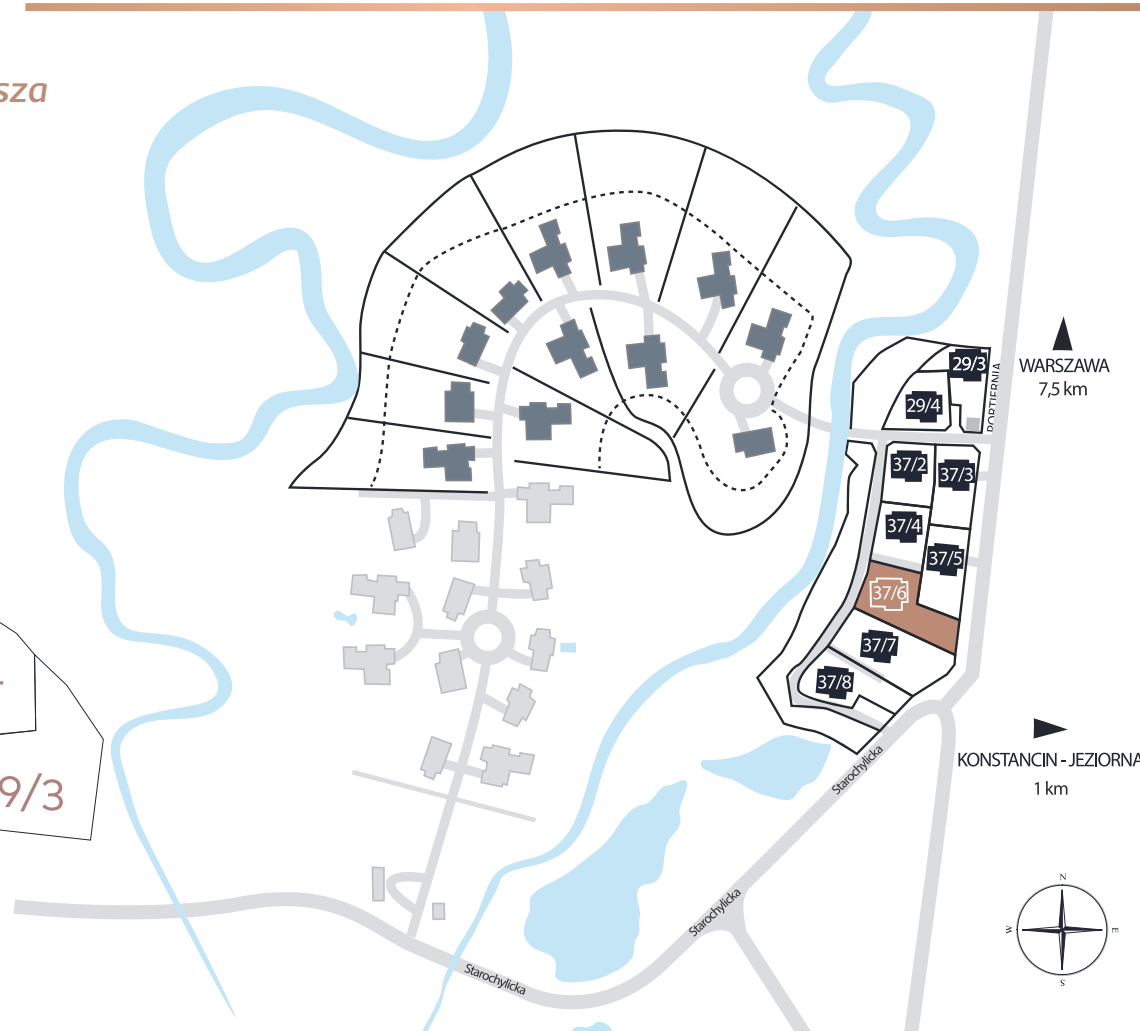 sza
29/3
PORTIERNIA
WARSZAWA
7,5 km
29/4
37/2
37/3
37/4
37/5
37/6
37/7
37/8
9/3
Starochylicka
KONSTANCIN - JEZIORNA
1 km
Starochylicka
Starochylicka
N
W
E
S